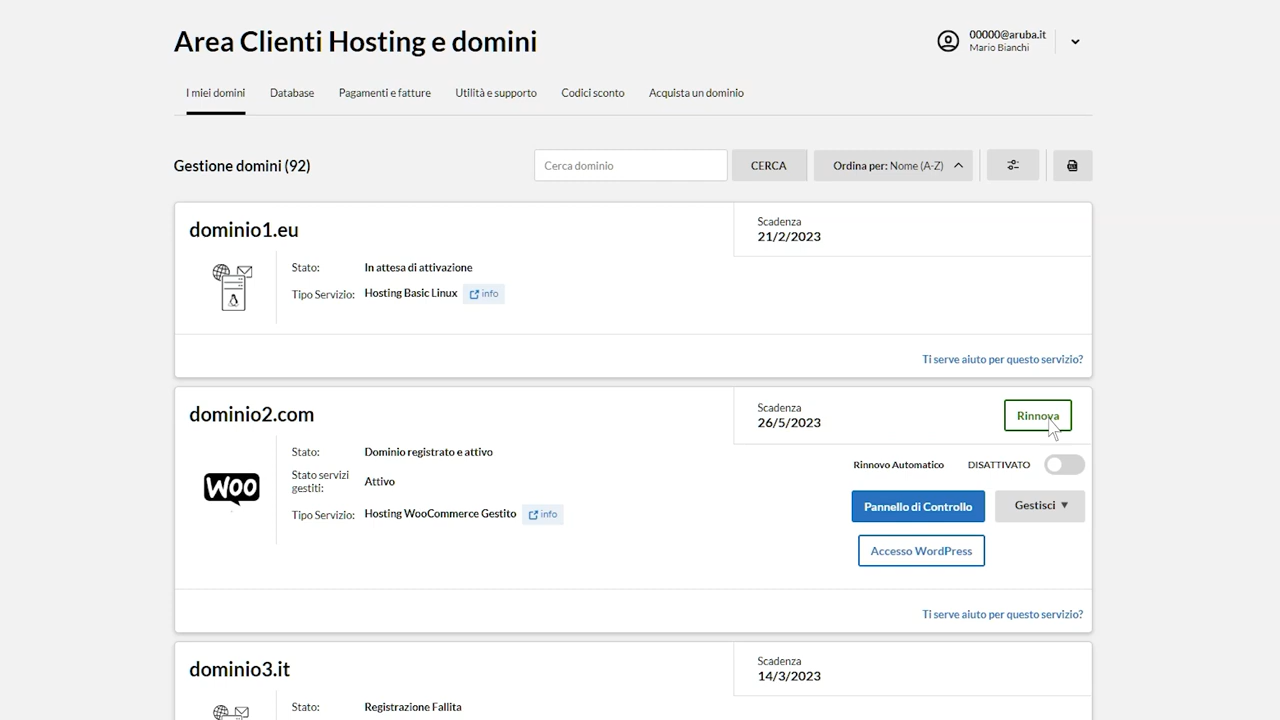 Area Clienti Hosting e domini
00000@aruba.it
Mario Bianchi
I miei domini Database Pagamenti e fatture Utilità e supporto Codici sconto Acquista un dominio
Gestione domini (92)
Cerca dominio CERCA Ordina per: Nome (A-Z)
dominio1.eu
Scadenza
21/2/2023
Stato: In attesa di attivazione
Tipo Servizio: Hosting Basic Linux info
Ti serve aiuto per questo servizio?
dominio2.com
Scadenza
26/5/2023
Rinnova
Stato: Dominio registrato e attivo
Rinnovo Automatico DISATTIVATO
WOO
Stato servizi
gestiti: Attivo
Tipo Servizio: Hosting WooCommerce Gestito info
Pannello di Controllo Gestisci ▼
Accesso WordPress
Ti serve aiuto per questo servizio?
dominio3.it
Scadenza
14/3/2023
Stato: Registrazione Fallita